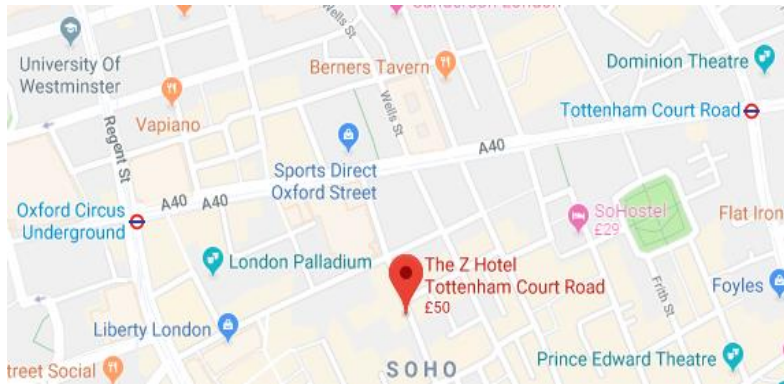 Sanderson London
University Of
Westminster
Wells St
Berners Tavern
Dominion Theatre
Vapiano
Wells St
Tottenham Court Road
Regent St
Sports Direct
Oxford Street
A40
A40
A40
Oxford Circus
Underground
SoHostel
£29
Flat Iron
London Palladium
The Z Hotel
Tottenham Court Road
£50
Frith St
Foyles
Liberty London
Prince Edward Theatre
treet Social
SOHO